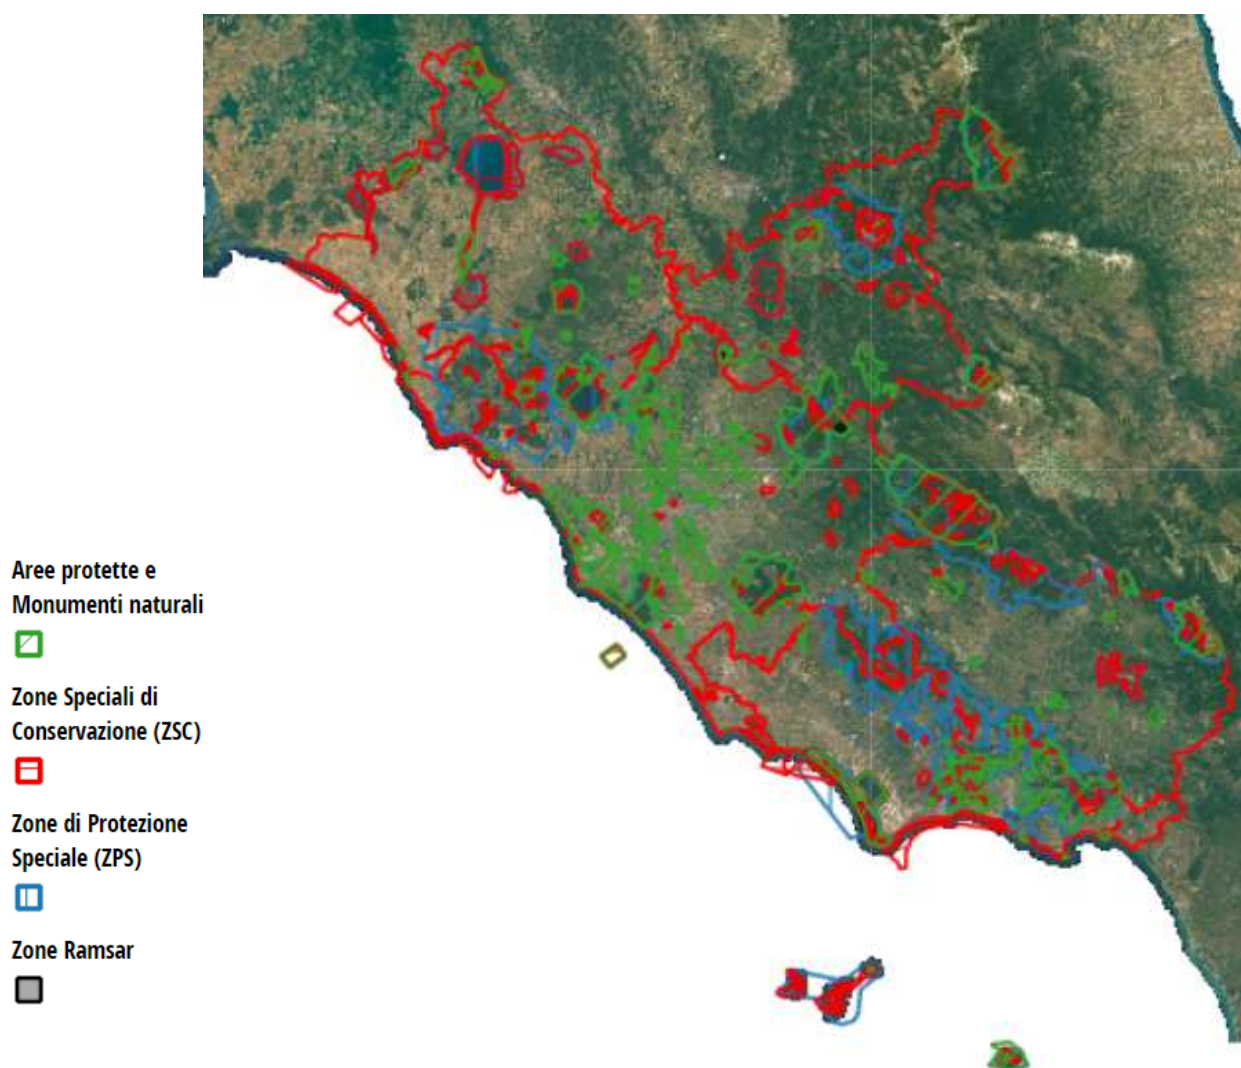 Aree protette e
Monumenti naturali
Zone Speciali di
Conservazione (ZSC)
Zone di Protezione
Speciale (ZPS)
Zone Ramsar